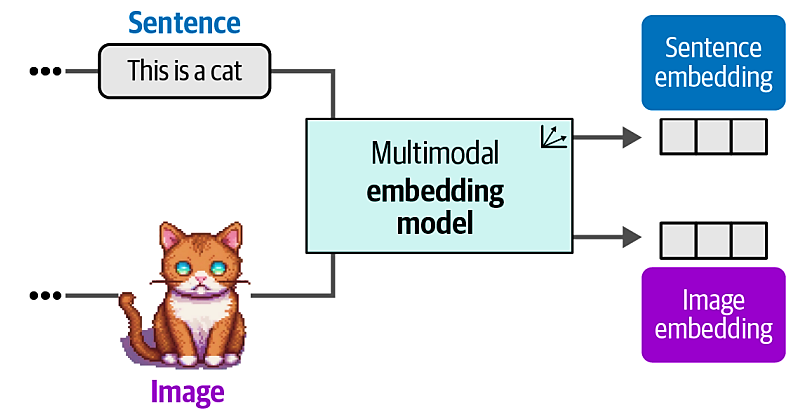 Sentence
This is a cat
Sentence
embedding
Multimodal
embedding
model
Image
embedding
Image